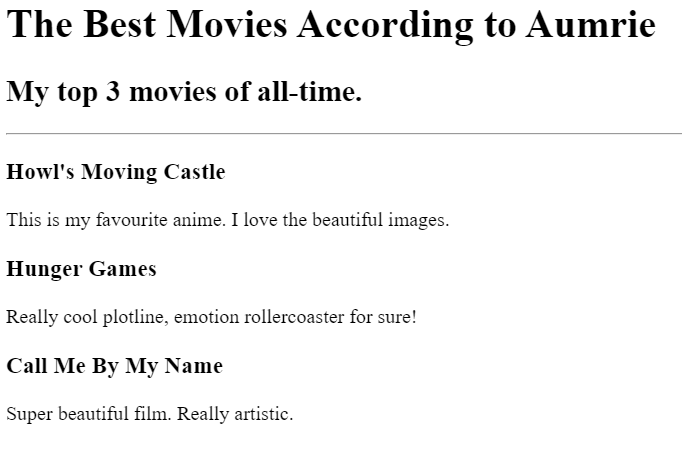 The Best Movies According to Aumrie
My top 3 movies of all-time.
Howl's Moving Castle
This is my favourite anime. I love the beautiful images.
Hunger Games
Really cool plotline, emotion rollercoaster for sure!
Call Me By My Name
Super beautiful film. Really artistic.